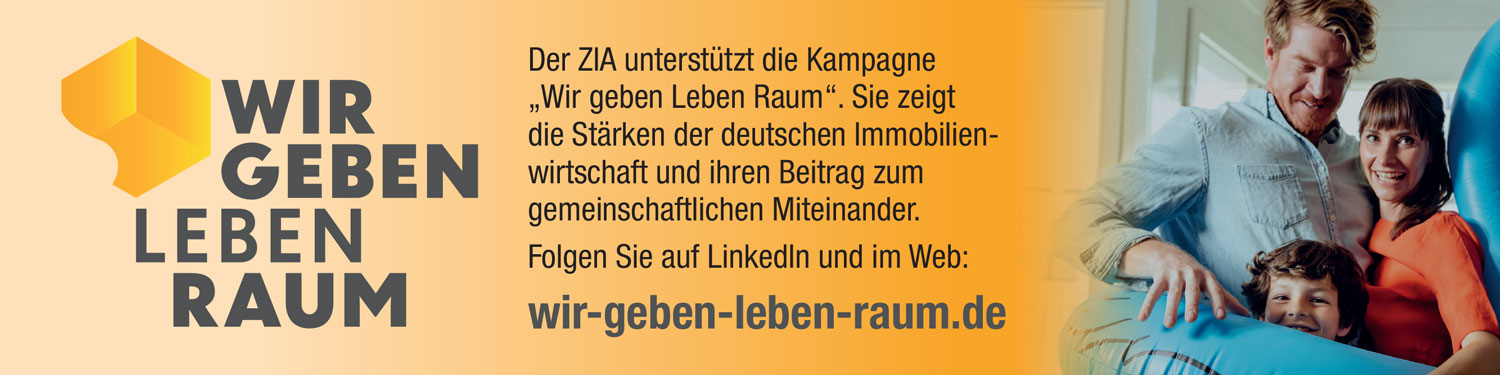 WIR
GEBEN
LEBEN
RAUM
Der ZIA unterstützt die Kampagne
„Wir geben Leben Raum“. Sie zeigt
die Stärken der deutschen Immobilien-
wirtschaft und ihren Beitrag zum
gemeinschaftlichen Miteinander.
Folgen Sie auf LinkedIn und im Web:
wir-geben-leben-raum.de